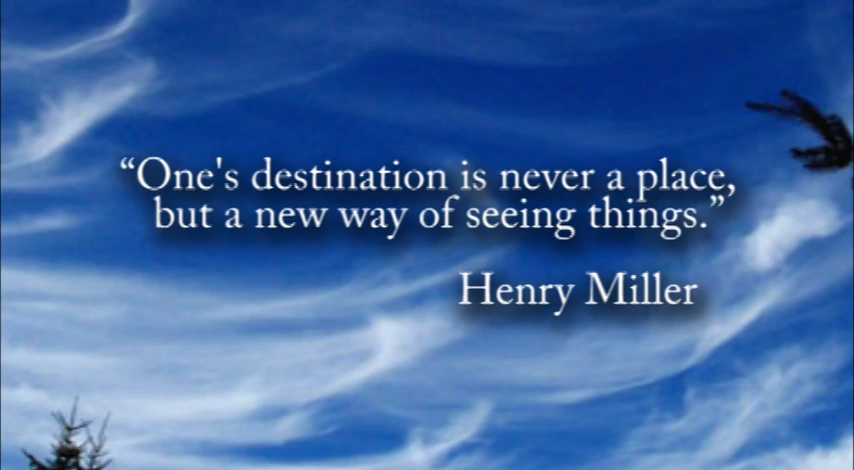 “One's destination is never a place,
but a new way of seeing things.”
Henry Miller